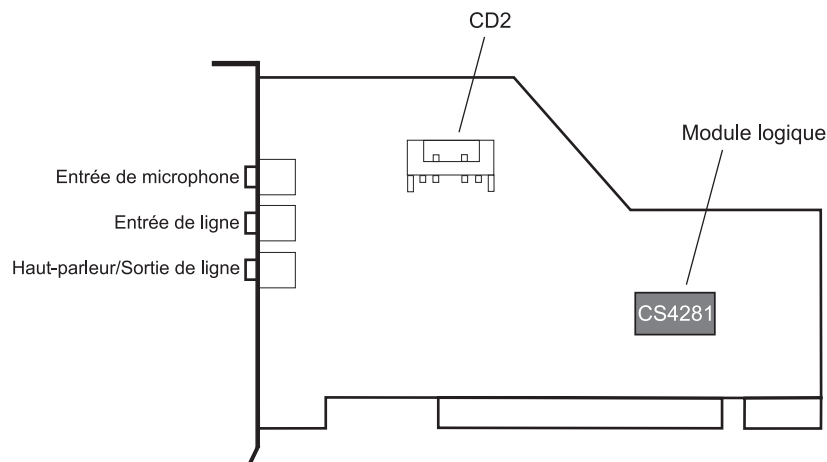 CD2
Module logique
Entrée de microphone
Entrée de ligne
Haut-parleur/Sortie de ligne
CS4281